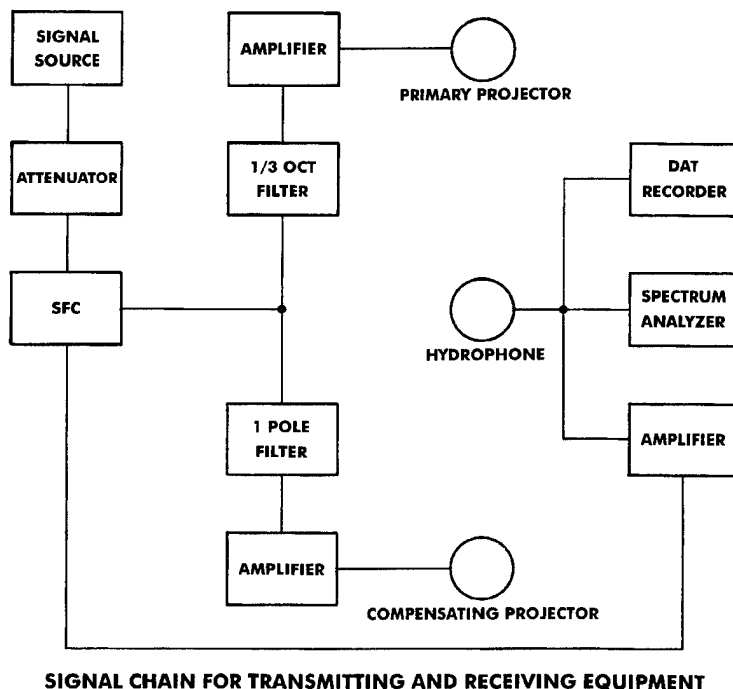 SIGNAL
SOURCE
AMPLIFIER
PRIMARY PROJECTOR
ATTENUATOR
1/3 OCT
FILTER
DAT
RECORDER
SFC
HYDROPHONE
SPECTRUM
ANALYZER
1 POLE
FILTER
AMPLIFIER
AMPLIFIER
COMPENSATING PROJECTOR
SIGNAL CHAIN FOR TRANSMITTING AND RECEIVING EQUIPMENT